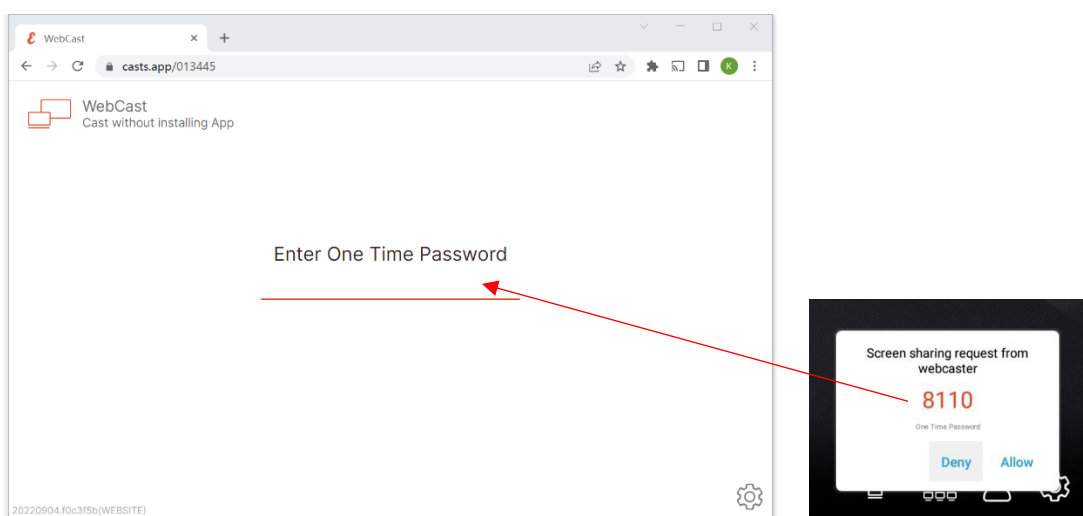 WebCast
casts.app/013445
K
WebCast
Cast without installing App
Enter One Time Password
Screen sharing request from
webcaster
8110
One Time Password
Deny Allow
20220904.f0c3f5b(WEBSITE)